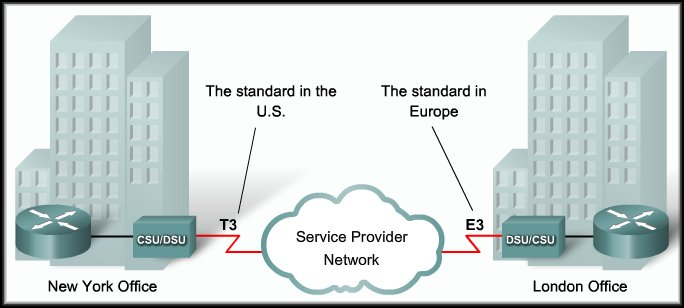 The standard in the
U.S.
The standard in
Europe
T3
E3
CSU/DSU
Service Provider
Network
DSU/CSU
New York Office
London Office